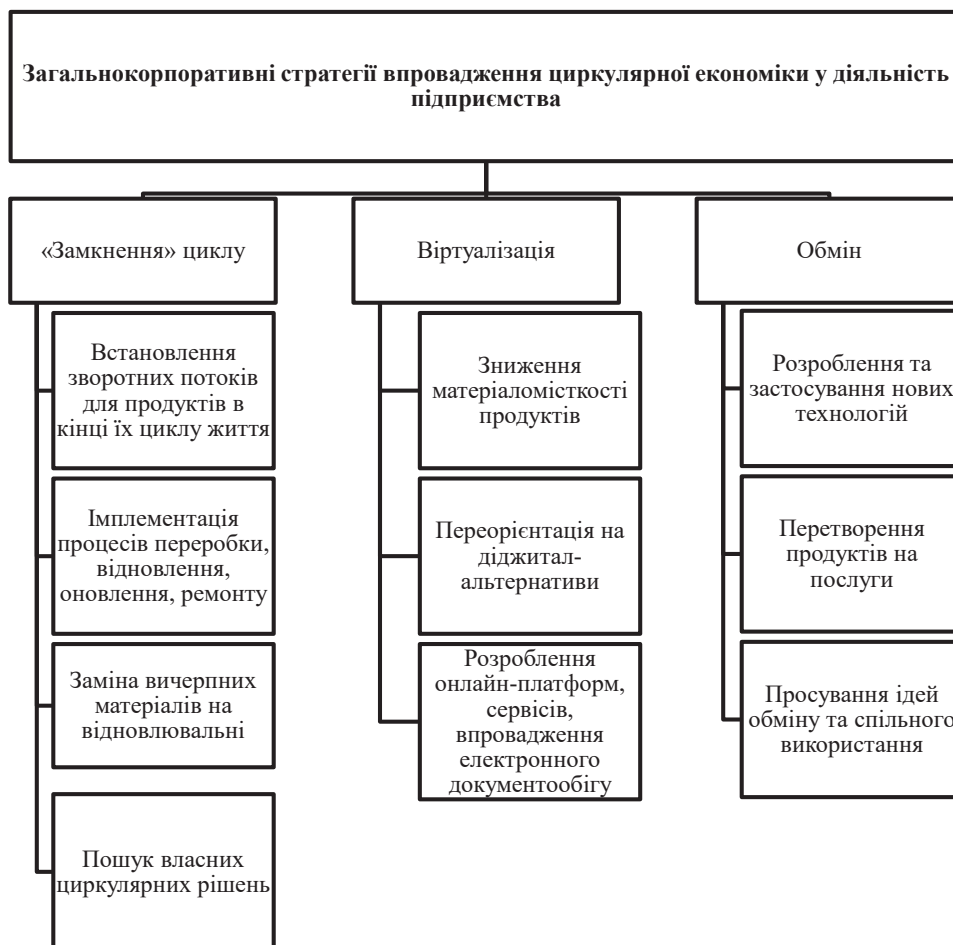 Загальнокорпоративні стратегії впровадження циркулярної економіки у діяльність
підприємства
«Замкнення» циклу
Встановлення
зворотних потоків
для продуктів в
кінці їх циклу життя
Імплементація
процесів переробки,
відновлення,
оновлення, ремонту
Заміна вичерпних
матеріалів на
відновлювальні
Пошук власних
циркулярних рішень
Віртуалізація
Зниження
матеріаломісткості
продуктів
Переорієнтація на
діджитал-
альтернативи
Розроблення
онлайн-платформ,
сервісів,
впровадження
електронного
документообігу
Обмін
Розроблення та
застосування нових
технологій
Перетворення
продуктів на
послуги
Просування ідей
обміну та спільного
використання